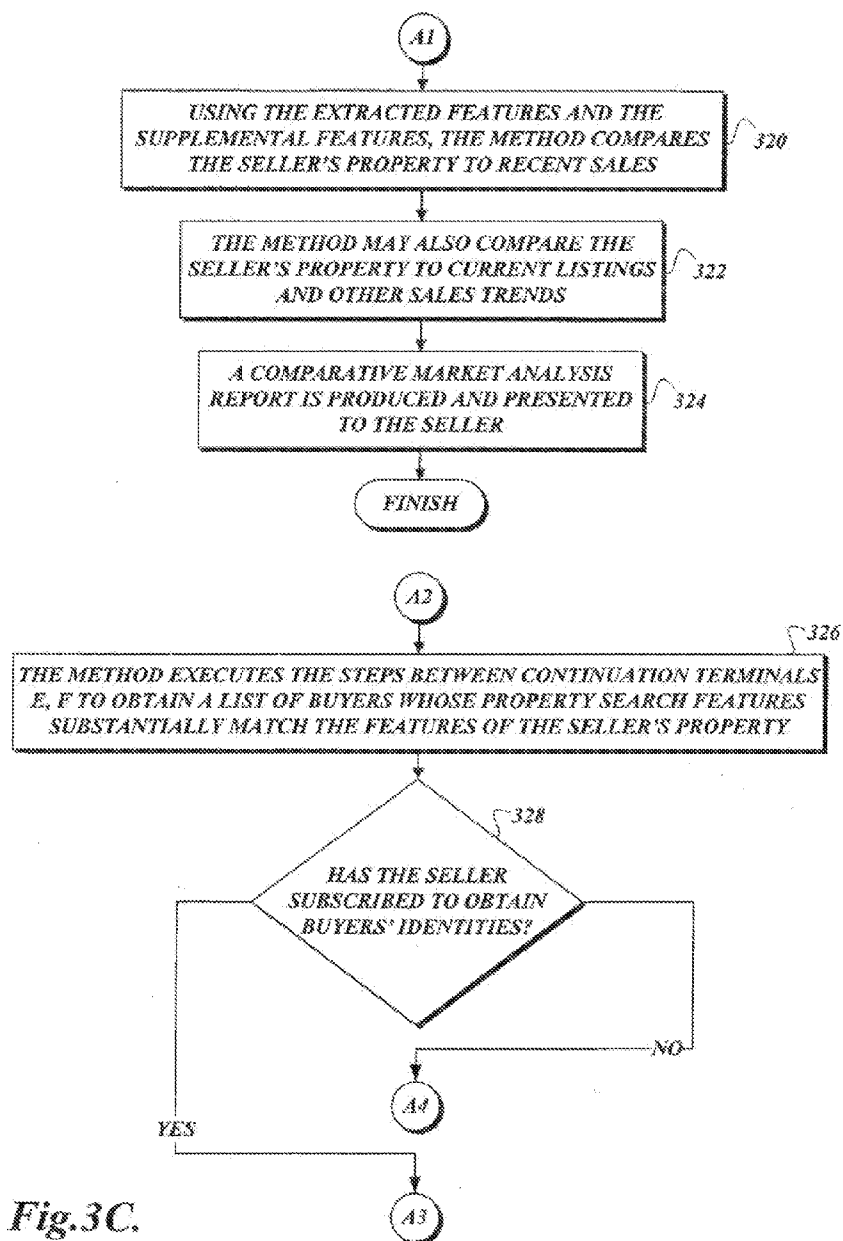 A1
USING THE EXTRACTED FEATURES AND THE
SUPPLEMENTAL FEATURES, THE METHOD COMPARES
THE SELLER'S PROPERTY TO RECENT SALES
320
THE METHOD MAY ALSO COMPARE THE
SELLER'S PROPERTY TO CURRENT LISTINGS
AND OTHER SALES TRENDS
322
A COMPARATIVE MARKET ANALYSIS
REPORT IS PRODUCED AND PRESENTED
TO THE SELLER
324
FINISH
A2
326
THE METHOD EXECUTES THE STEPS BETWEEN CONTINUATION TERMINALS
E, F TO OBTAIN A LIST OF BUYERS WHOSE PROPERTY SEARCH FEATURES
SUBSTANTIALLY MATCH THE FEATURES OF THE SELLER'S PROPERTY
328
HAS THE SELLER
SUBSCRIBED TO OBTAIN
BUYERS' IDENTITIES?
NO
A4
YES
A3
Fig.3C.